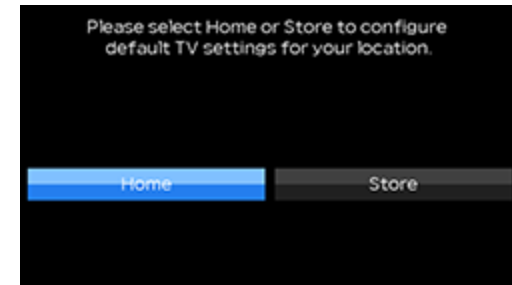 Please select Home or Store to configure
default TV settings for your location.
Home
Store